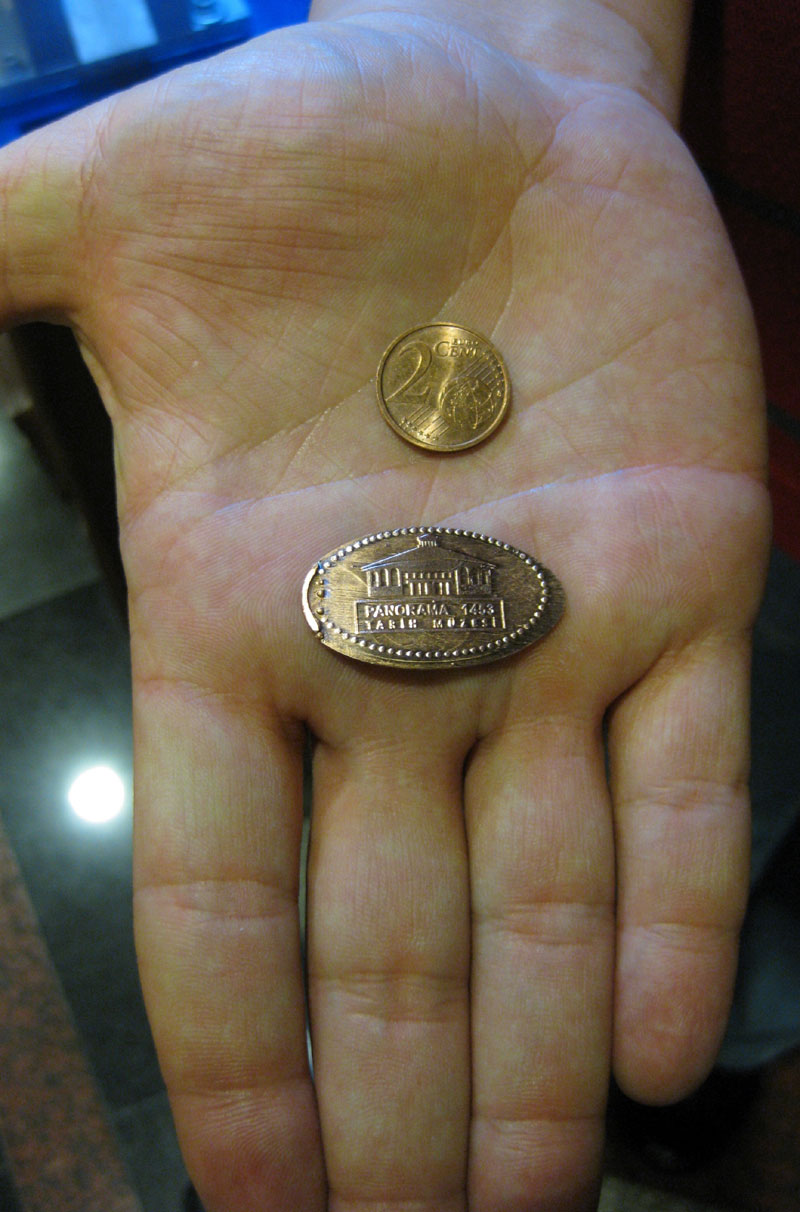 2
CENT
PANORAMA 1453
TARİH MÜZESİ